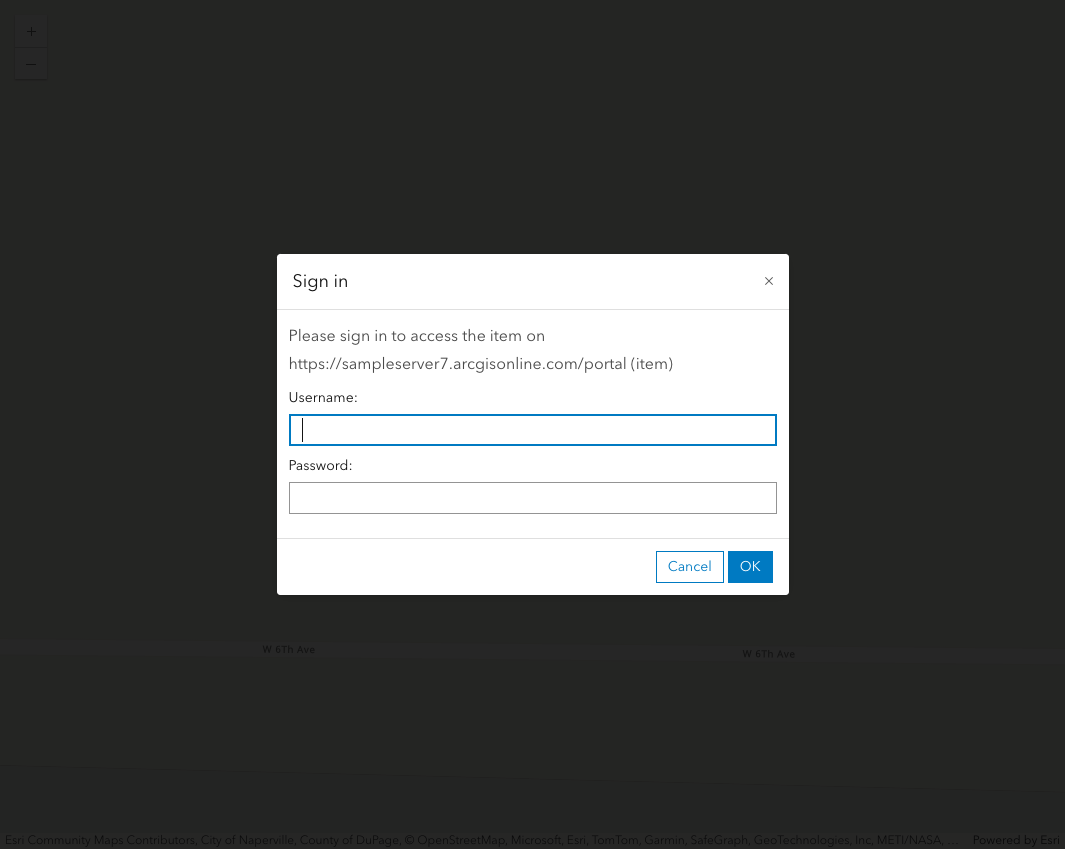 +
–
Sign in
×
Please sign in to access the item on
https://sampleserver7.arcgisonline.com/portal (item)
Username:
Password:
Cancel
OK
W 6Th Ave
W 6Th Ave
Esri Community Maps Contributors, City of Naperville, County of DuPage, © OpenStreetMap, Microsoft, Esri, TomTom, Garmin, SafeGraph, GeoTechnologies, Inc, METI/NASA, ... Powered by Esri